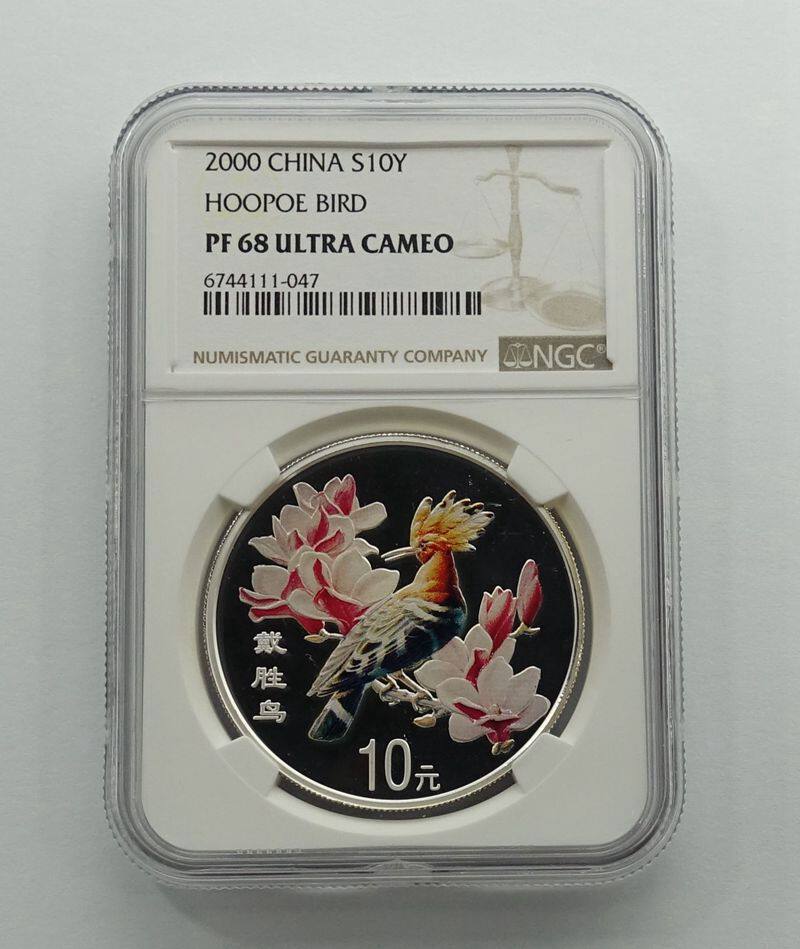 2000 CHINA S10Y
HOOPOE BIRD
PF 68 ULTRA CAMEO
6744111-047
NUMISMATIC GUARANTY COMPANY NGC®
戴胜鸟
10元